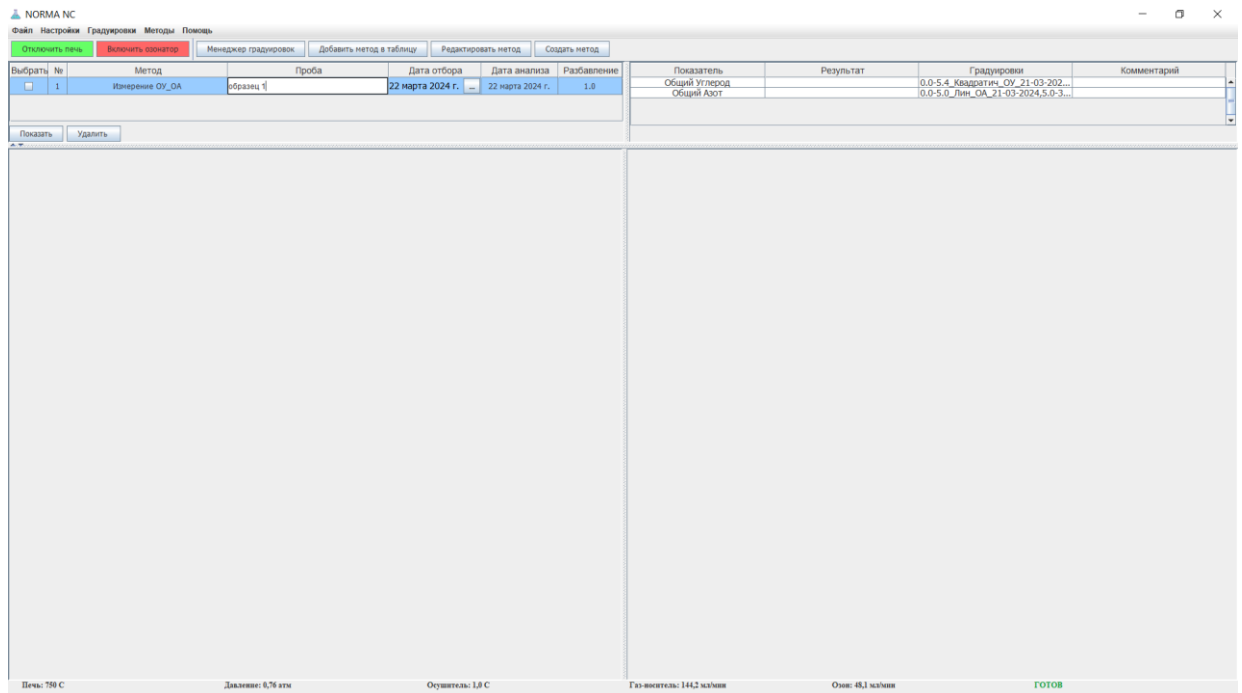 NORMA NC
Файл Настройки Градуировки Методы Помощь
Отключить печь Включить озонатор Менеджер градуировок Добавить метод в таблицу Редактировать метод Создать метод
Выбрать № Метод Проба Дата отбора Дата анализа Разбавление
1 Измерение ОУ_ОА образец 1 22 марта 2024 г. ... 22 марта 2024 г. 1.0
Показать Удалить
Показатель Результат Градуировки Комментарий
Общий Углерод 0.0-5.4_Квадратич_ОУ_21-03-202...
Общий Азот 0.0-5.0_Лин_ОА_21-03-2024,5.0-3...
Печь: 750 С Давление: 0,76 атм Осушитель: 1,0 С Газ-носитель: 144,2 мл/мин Озон: 48,1 мл/мин ГОТОВ